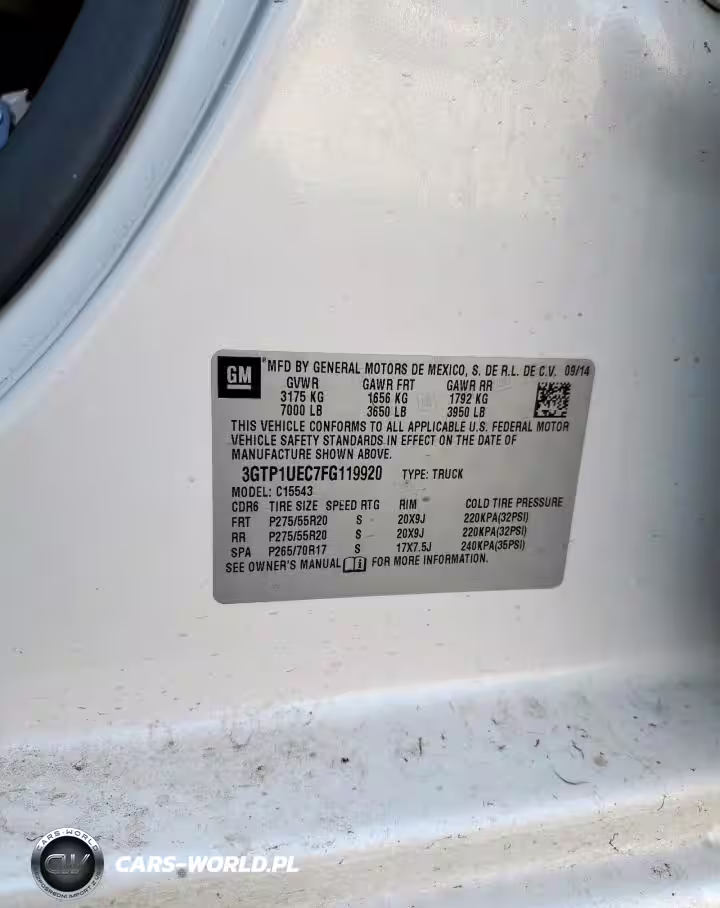 GM
MFD BY GENERAL MOTORS DE MEXICO, S. DE R.L. DE C.V. 09/14
GVWR GAWR FRT GAWR RR
3175 KG 1656 KG 1792 KG
7000 LB 3650 LB 3950 LB
THIS VEHICLE CONFORMS TO ALL APPLICABLE U.S. FEDERAL MOTOR
VEHICLE SAFETY STANDARDS IN EFFECT ON THE DATE OF
MANUFACTURE SHOWN ABOVE.
3GTP1UEC7FG119920 TYPE: TRUCK
MODEL: C15543
CDR6 TIRE SIZE SPEED RTG RIM COLD TIRE PRESSURE
FRT P275/55R20 S 20X9J 220KPA(32PSI)
RR P275/55R20 S 20X9J 220KPA(32PSI)
SPA P265/70R17 S 17X7.5J 240KPA(35PSI)
SEE OWNER'S MANUAL FOR MORE INFORMATION.
CARS-WORLD
CW
CARS-WORLD.PL